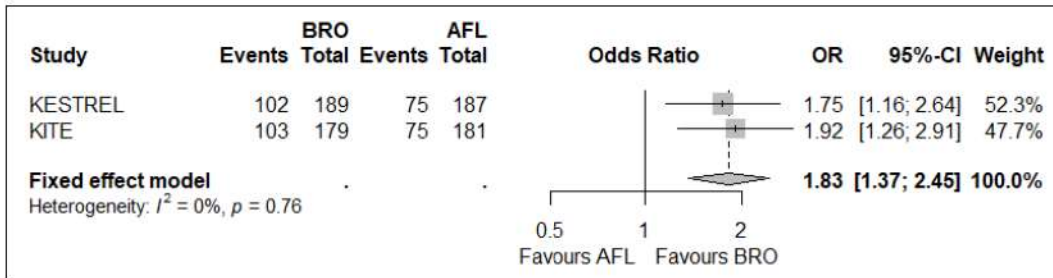 BRO AFL
Study Events Total Events Total Odds Ratio OR 95%-CI Weight
KESTREL 102 189 75 187 1.75 [1.16; 2.64] 52.3%
KITE 103 179 75 181 1.92 [1.26; 2.91] 47.7%
Fixed effect model . . 1.83 [1.37; 2.45] 100.0%
Heterogeneity: I² = 0%, p = 0.76
0.5 1 2
Favours AFL Favours BRO